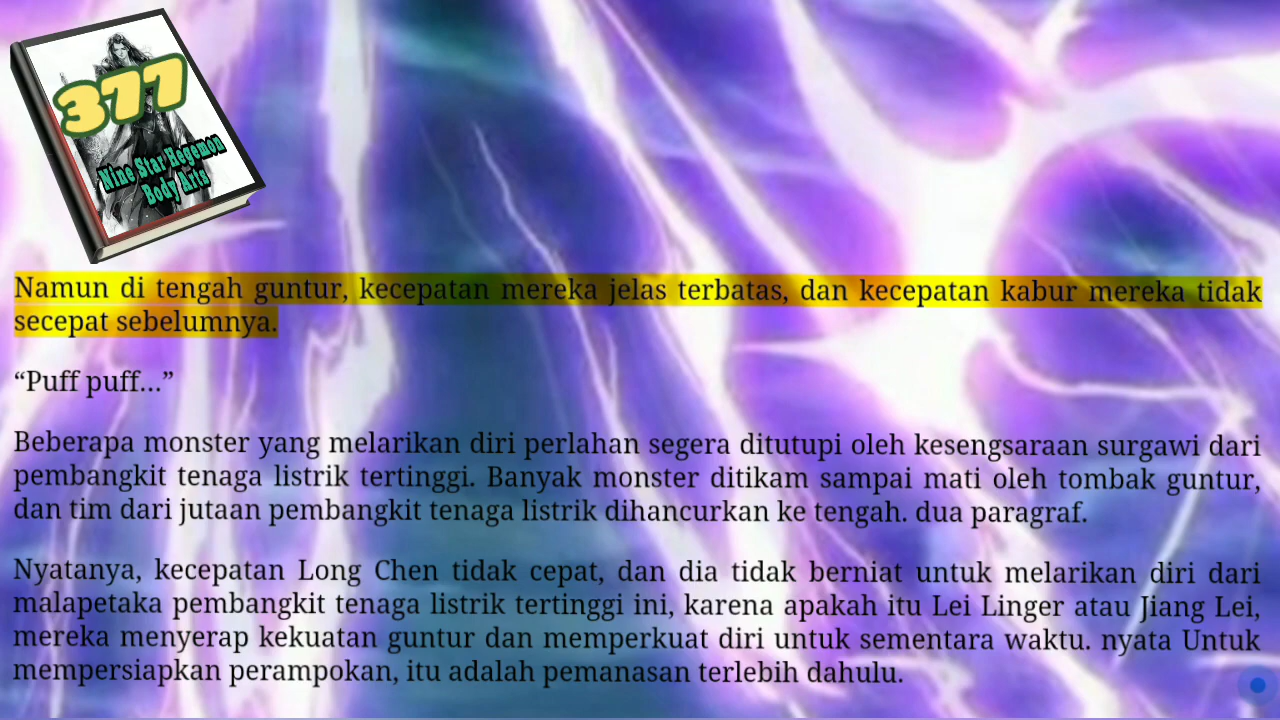 377
Nine Star Hegemon
Body Arts
Namun di tengah guntur, kecepatan mereka jelas terbatas, dan kecepatan kabur mereka tidak
secepat sebelumnya.
“Puff puff…”
Beberapa monster yang melarikan diri perlahan segera ditutupi oleh kesengsaraan surgawi dari
pembangkit tenaga listrik tertinggi. Banyak monster ditikam sampai mati oleh tombak guntur,
dan tim dari jutaan pembangkit tenaga listrik dihancurkan ke tengah. dua paragraf.
Nyatanya, kecepatan Long Chen tidak cepat, dan dia tidak berniat untuk melarikan diri dari
malapetaka pembangkit tenaga listrik tertinggi ini, karena apakah itu Lei Linger atau Jiang Lei,
mereka menyerap kekuatan guntur dan memperkuat diri untuk sementara waktu. nyata Untuk
mempersiapkan perampokan, itu adalah pemanasan terlebih dahulu.